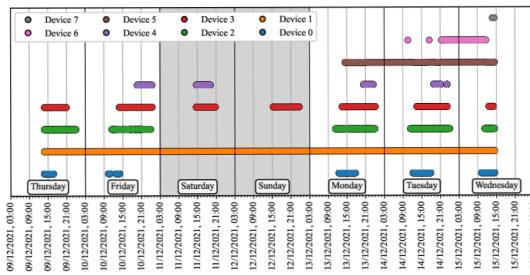 Device 7
Device 5
Device 3
Device 1
Device 6
Device 4
Device 2
Device 0
Thursday
Friday
Saturday
Sunday
Monday
Tuesday
Wednesday
09/12/2021, 03:00
09/12/2021, 09:00
09/12/2021, 15:00
09/12/2021, 21:00
10/12/2021, 03:00
10/12/2021, 09:00
10/12/2021, 15:00
10/12/2021, 21:00
11/12/2021, 03:00
11/12/2021, 09:00
11/12/2021, 15:00
11/12/2021, 21:00
12/12/2021, 03:00
12/12/2021, 09:00
12/12/2021, 15:00
12/12/2021, 21:00
13/12/2021, 03:00
13/12/2021, 09:00
13/12/2021, 15:00
13/12/2021, 21:00
14/12/2021, 03:00
14/12/2021, 09:00
14/12/2021, 15:00
14/12/2021, 21:00
15/12/2021, 03:00
15/12/2021, 09:00
15/12/2021, 15:00
15/12/2021, 21:00